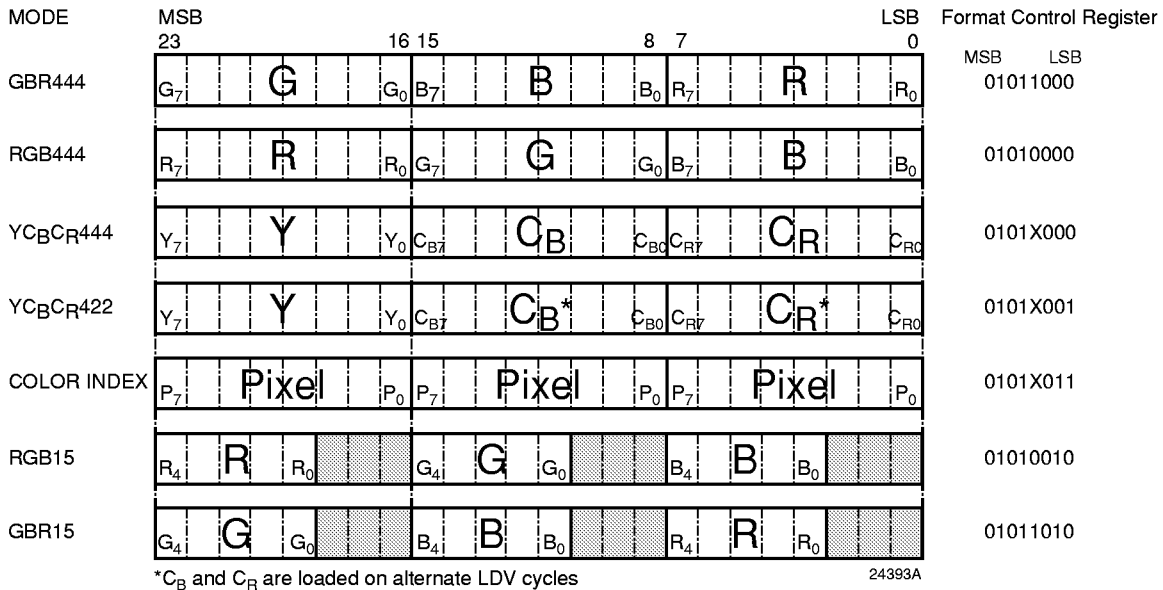 MODE MSB LSB Format Control Register
23 16 15 8 7 0 MSB LSB
GBR444 G7 G G0 B7 B B0 R7 R R0 01011000
RGB444 R7 R R0 G7 G G0 B7 B B0 01010000
YCBCR444 Y7 Y Y0 CB7 CB CB0 CR7 CR CR0 0101X000
YCBCR422 Y7 Y Y0 CB7 CB* CB0 CR7 CR* CR0 0101X001
COLOR INDEX P7 Pixel P0 P7 Pixel P0 P7 Pixel P0 0101X011
RGB15 R4 R R0 G4 G G0 B4 B B0 01010010
GBR15 G4 G G0 B4 B B0 R4 R R0 01011010
*CB and CR are loaded on alternate LDV cycles 24393A